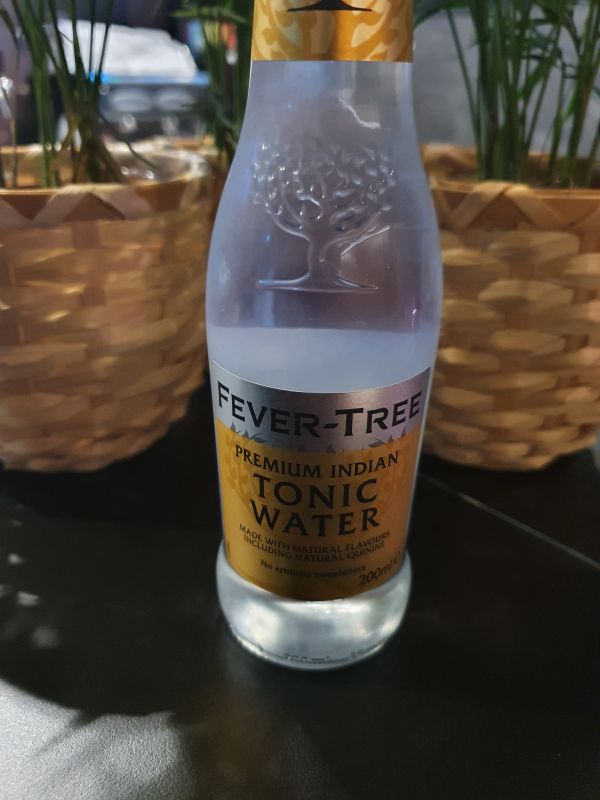 FEVER-TREE
PREMIUM INDIAN
TONIC
WATER
MADE WITH NATURAL FLAVOURS
INCLUDING NATURAL QUININE
No artificial sweeteners
200ml℮